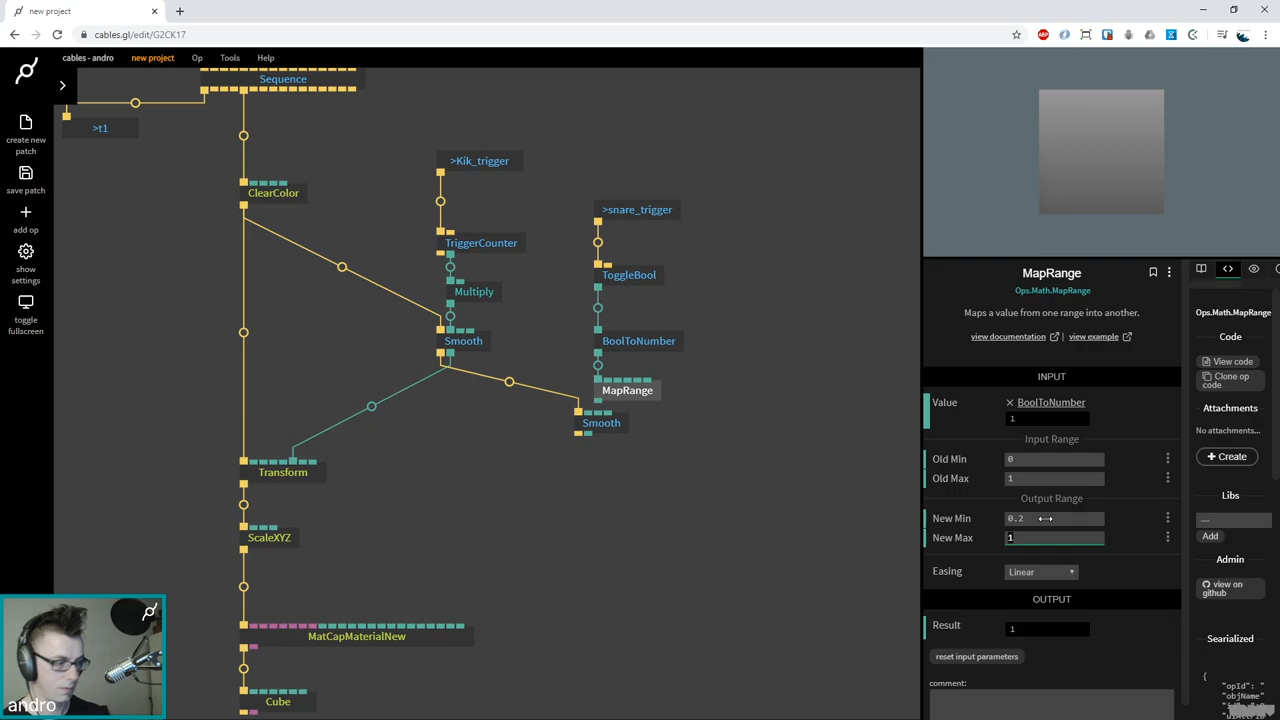 new project
cables.gl/edit/G2CK17
cables - andro
new project
Op
Tools
Help
create new
patch
save patch
add op
show
settings
toggle
fullscreen
Sequence
>t1
ClearColor
>Kik_trigger
TriggerCounter
Multiply
Smooth
>snare_trigger
ToggleBool
BoolToNumber
MapRange
Smooth
Transform
ScaleXYZ
MatCapMaterialNew
Cube
andro
MapRange
Ops.Math.MapRange
Maps a value from one range into another.
view documentation | view example
INPUT
Value
× BoolToNumber
1
Input Range
Old Min 0
Old Max 1
Output Range
New Min 0.2
New Max 1
Easing Linear
OUTPUT
Result 1
reset input parameters
comment:
Ops.Math.MapRange
Code
View code
Clone op
code
Attachments
No attachments...
+ Create
Libs
---
Add
Admin
view on
github
Searialized
{
"opId": "
"objName"